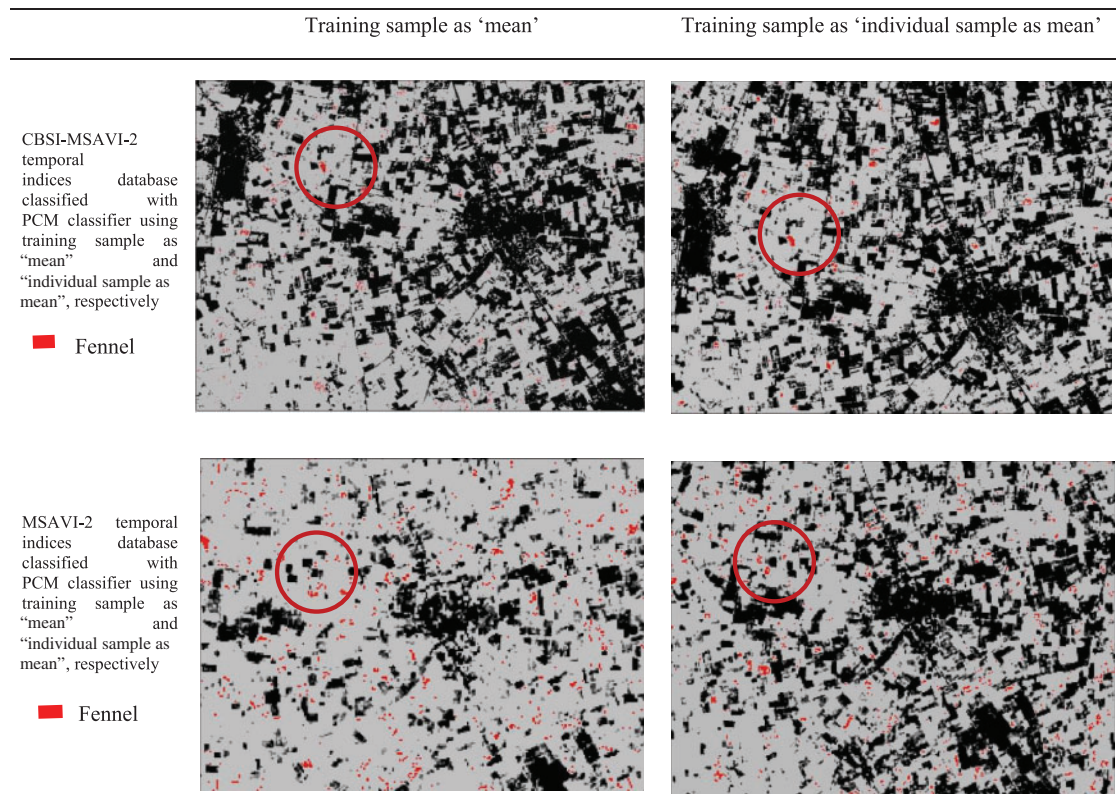 Training sample as ‘mean’
Training sample as ‘individual sample as mean’
CBSI-MSAVI-2
temporal
indices database
classified with
PCM classifier using
training sample as
“mean” and
“individual sample as
mean”, respectively
Fennel
MSAVI-2 temporal
indices database
classified with
PCM classifier using
training sample as
“mean” and
“individual sample as
mean”, respectively
Fennel